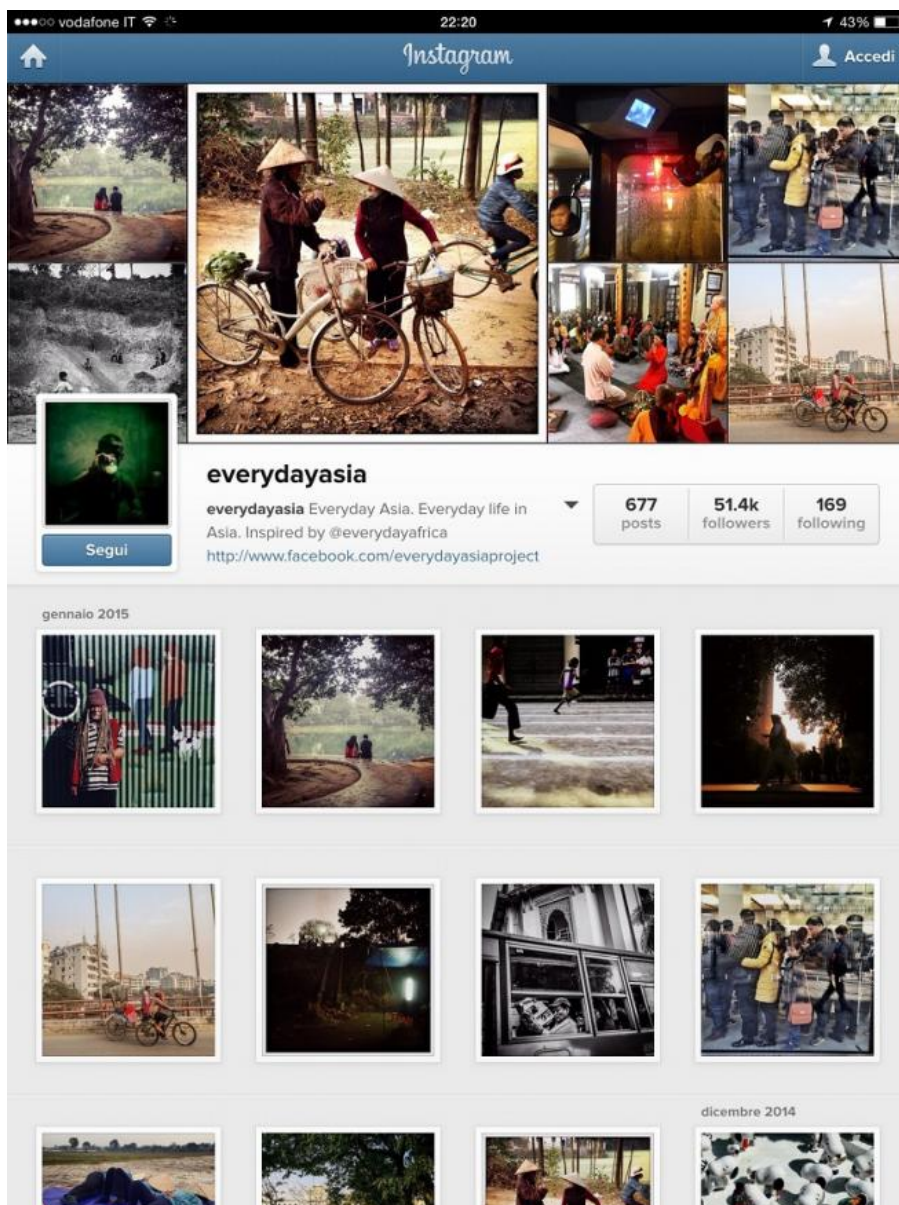 vodafone IT
22:20
43%
Instagram
Accedi
everydayasia
everydayasia Everyday Asia. Everyday life in
Asia. Inspired by @everydayafrica
http://www.facebook.com/everydayasiaproject
Segui
677
posts
51.4k
followers
169
following
gennaio 2015
dicembre 2014